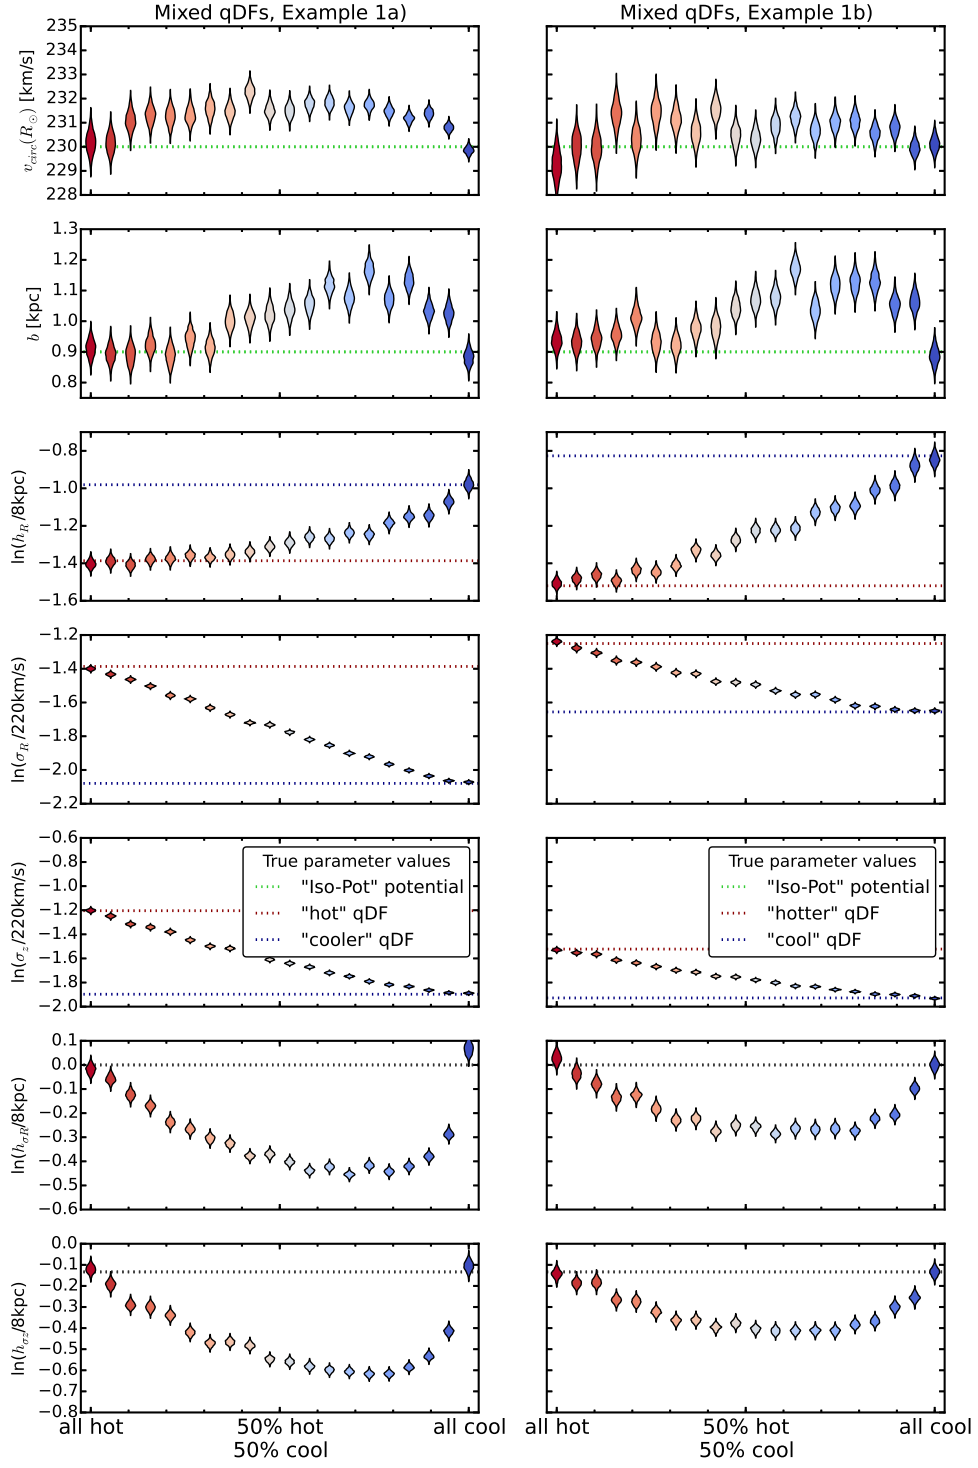 Mixed qDFs, Example 1a)
Mixed qDFs, Example 1b)
235
234
233
232
231
230
229
228
v_circ(R_⊙) [km/s]
1.3
1.2
1.1
1.0
0.9
0.8
b [kpc]
−0.8
−1.0
−1.2
−1.4
−1.6
ln(h_R/8kpc)
−1.2
−1.4
−1.6
−1.8
−2.0
−2.2
ln(σ_R/220km/s)
−0.6
−0.8
−1.0
−1.2
−1.4
−1.6
−1.8
−2.0
ln(σ_z/220km/s)
True parameter values
"Iso-Pot" potential
"hot" qDF
"cooler" qDF
True parameter values
"Iso-Pot" potential
"hotter" qDF
"cool" qDF
0.1
0.0
−0.1
−0.2
−0.3
−0.4
−0.5
−0.6
ln(h_σR/8kpc)
0.0
−0.1
−0.2
−0.3
−0.4
−0.5
−0.6
−0.7
−0.8
ln(h_σz/8kpc)
all hot
50% hot
50% cool
all cool
all hot
50% hot
50% cool
all cool